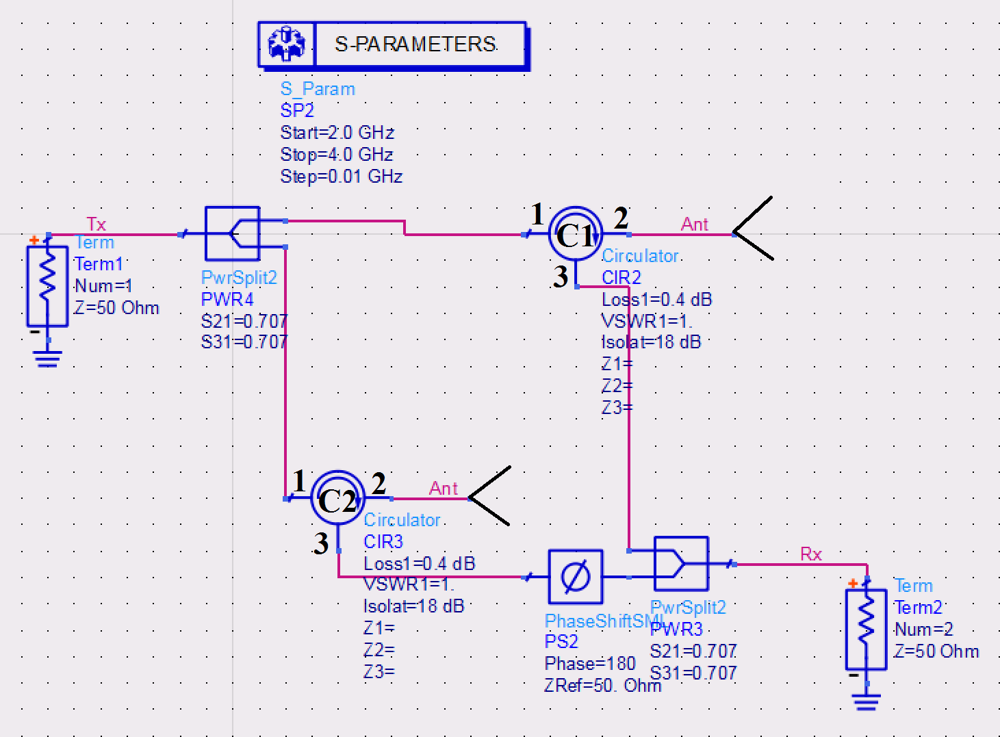 S-PARAMETERS
S_Param
SP2
Start=2.0 GHz
Stop=4.0 GHz
Step=0.01 GHz
Tx
+
Term
Term1
Num=1
Z=50 Ohm
-
PwrSplit2
PWR4
S21=0.707
S31=0.707
1
C1
2
3
Ant
Circulator
CIR2
Loss1=0.4 dB
VSWR1=1.
Isolat=18 dB
Z1=
Z2=
Z3=
1
C2
2
3
Ant
Circulator
CIR3
Loss1=0.4 dB
VSWR1=1.
Isolat=18 dB
Z1=
Z2=
Z3=
Ø
PS2
Phase=180
ZRef=50. Ohm
PwrSplit2
PWR3
S21=0.707
S31=0.707
Rx
+
Term
Term2
Num=2
Z=50 Ohm
-